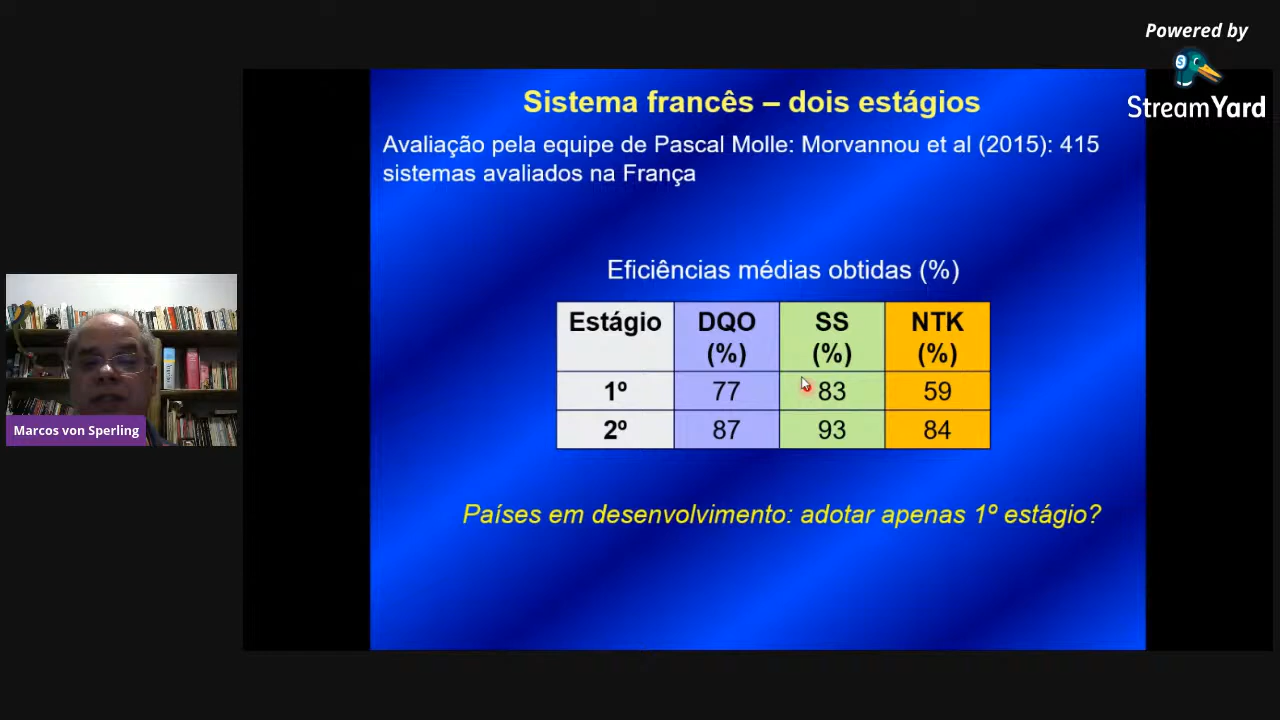 Powered by
StreamYard
Sistema francês – dois estágios
Avaliação pela equipe de Pascal Molle: Morvannou et al (2015): 415
sistemas avaliados na França
Eficiências médias obtidas (%)
Estágio DQO (%) SS (%) NTK (%)
1º 77 83 59
2º 87 93 84
Países em desenvolvimento: adotar apenas 1º estágio?
Marcos von Sperling